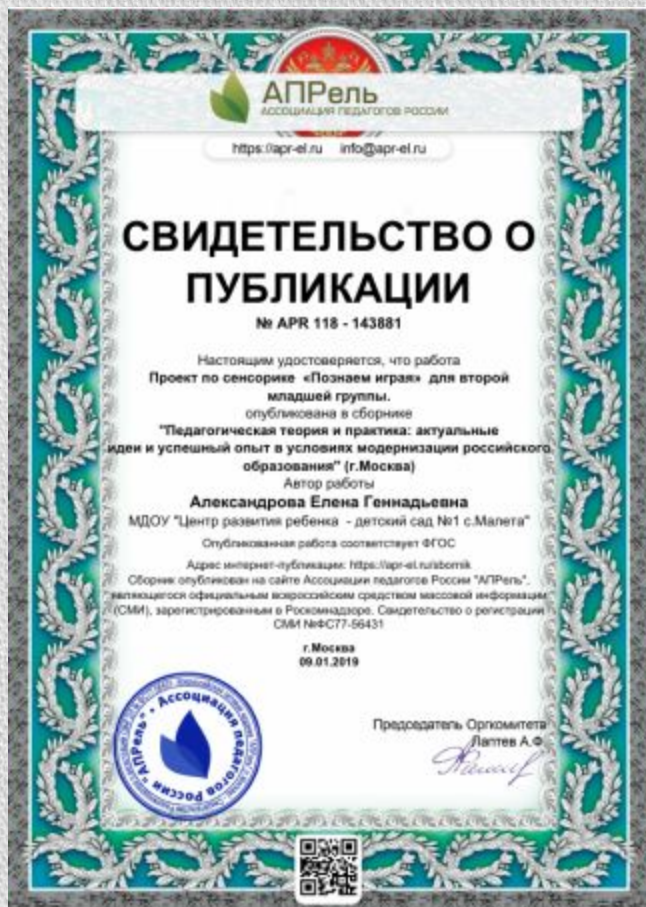 АПРель
АССОЦИАЦИЯ ПЕДАГОГОВ РОССИИ
https://apr-el.ru info@apr-el.ru
СВИДЕТЕЛЬСТВО О
ПУБЛИКАЦИИ
№ APR 118 - 143881
Настоящим удостоверяется, что работа
Проект по сенсорике «Познаем играя» для второй
младшей группы.
опубликована в сборнике
"Педагогическая теория и практика: актуальные
идеи и успешный опыт в условиях модернизации российского
образования" (г.Москва)
Автор работы
Александрова Елена Геннадьевна
МДОУ "Центр развития ребенка - детский сад №1 с.Малета"
Опубликованная работа соответствует ФГОС
Адрес интернет-публикации: https://apr-el.ru/sbornik
Сборник опубликован на сайте Ассоциации педагогов России "АПРель",
являющегося официальным всероссийским средством массовой информации
(СМИ), зарегистрированным в Роскомнадзоре. Свидетельство о регистрации
СМИ №ФС77-56431
г.Москва
09.01.2019
Председатель Оргкомитета
Лаптев А.Ф.
"АПРель" - Ассоциация педагогов России